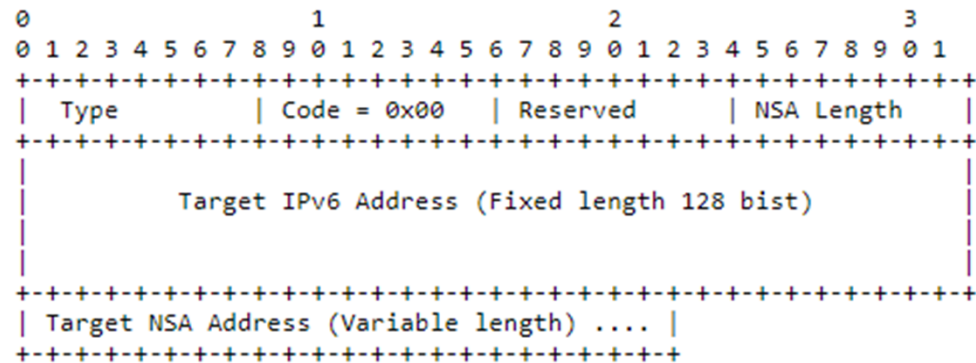 0                   1                   2                   3
0 1 2 3 4 5 6 7 8 9 0 1 2 3 4 5 6 7 8 9 0 1 2 3 4 5 6 7 8 9 0 1
+-+-+-+-+-+-+-+-+-+-+-+-+-+-+-+-+-+-+-+-+-+-+-+-+-+-+-+-+-+-+-+-+
|  Type         | Code = 0x00   | Reserved      | NSA Length    |
+-+-+-+-+-+-+-+-+-+-+-+-+-+-+-+-+-+-+-+-+-+-+-+-+-+-+-+-+-+-+-+-+
|                                                               |
|          Target IPv6 Address (Fixed length 128 bist)          |
|                                                               |
|                                                               |
+-+-+-+-+-+-+-+-+-+-+-+-+-+-+-+-+-+-+-+-+-+-+-+-+-+-+-+-+-+-+-+-+
| Target NSA Address (Variable length) .... |
+-+-+-+-+-+-+-+-+-+-+-+-+-+-+-+-+-+-+-+-+-+-+